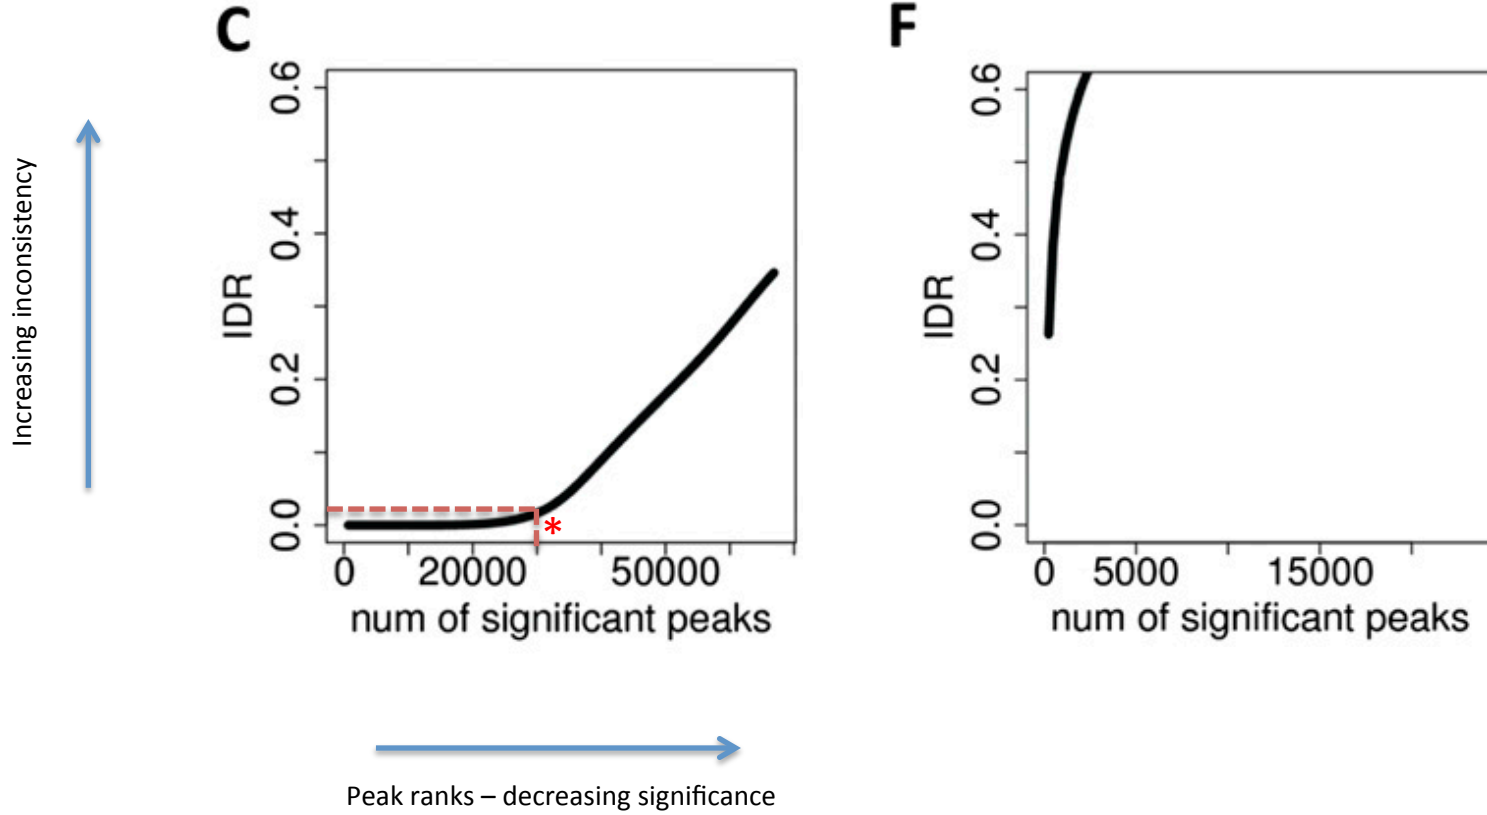 C
F
Increasing inconsistency
IDR
0.6
0.4
0.2
0.0
*
0
20000
50000
num of significant peaks
IDR
0.6
0.4
0.2
0.0
0
5000
15000
num of significant peaks
Peak ranks – decreasing significance